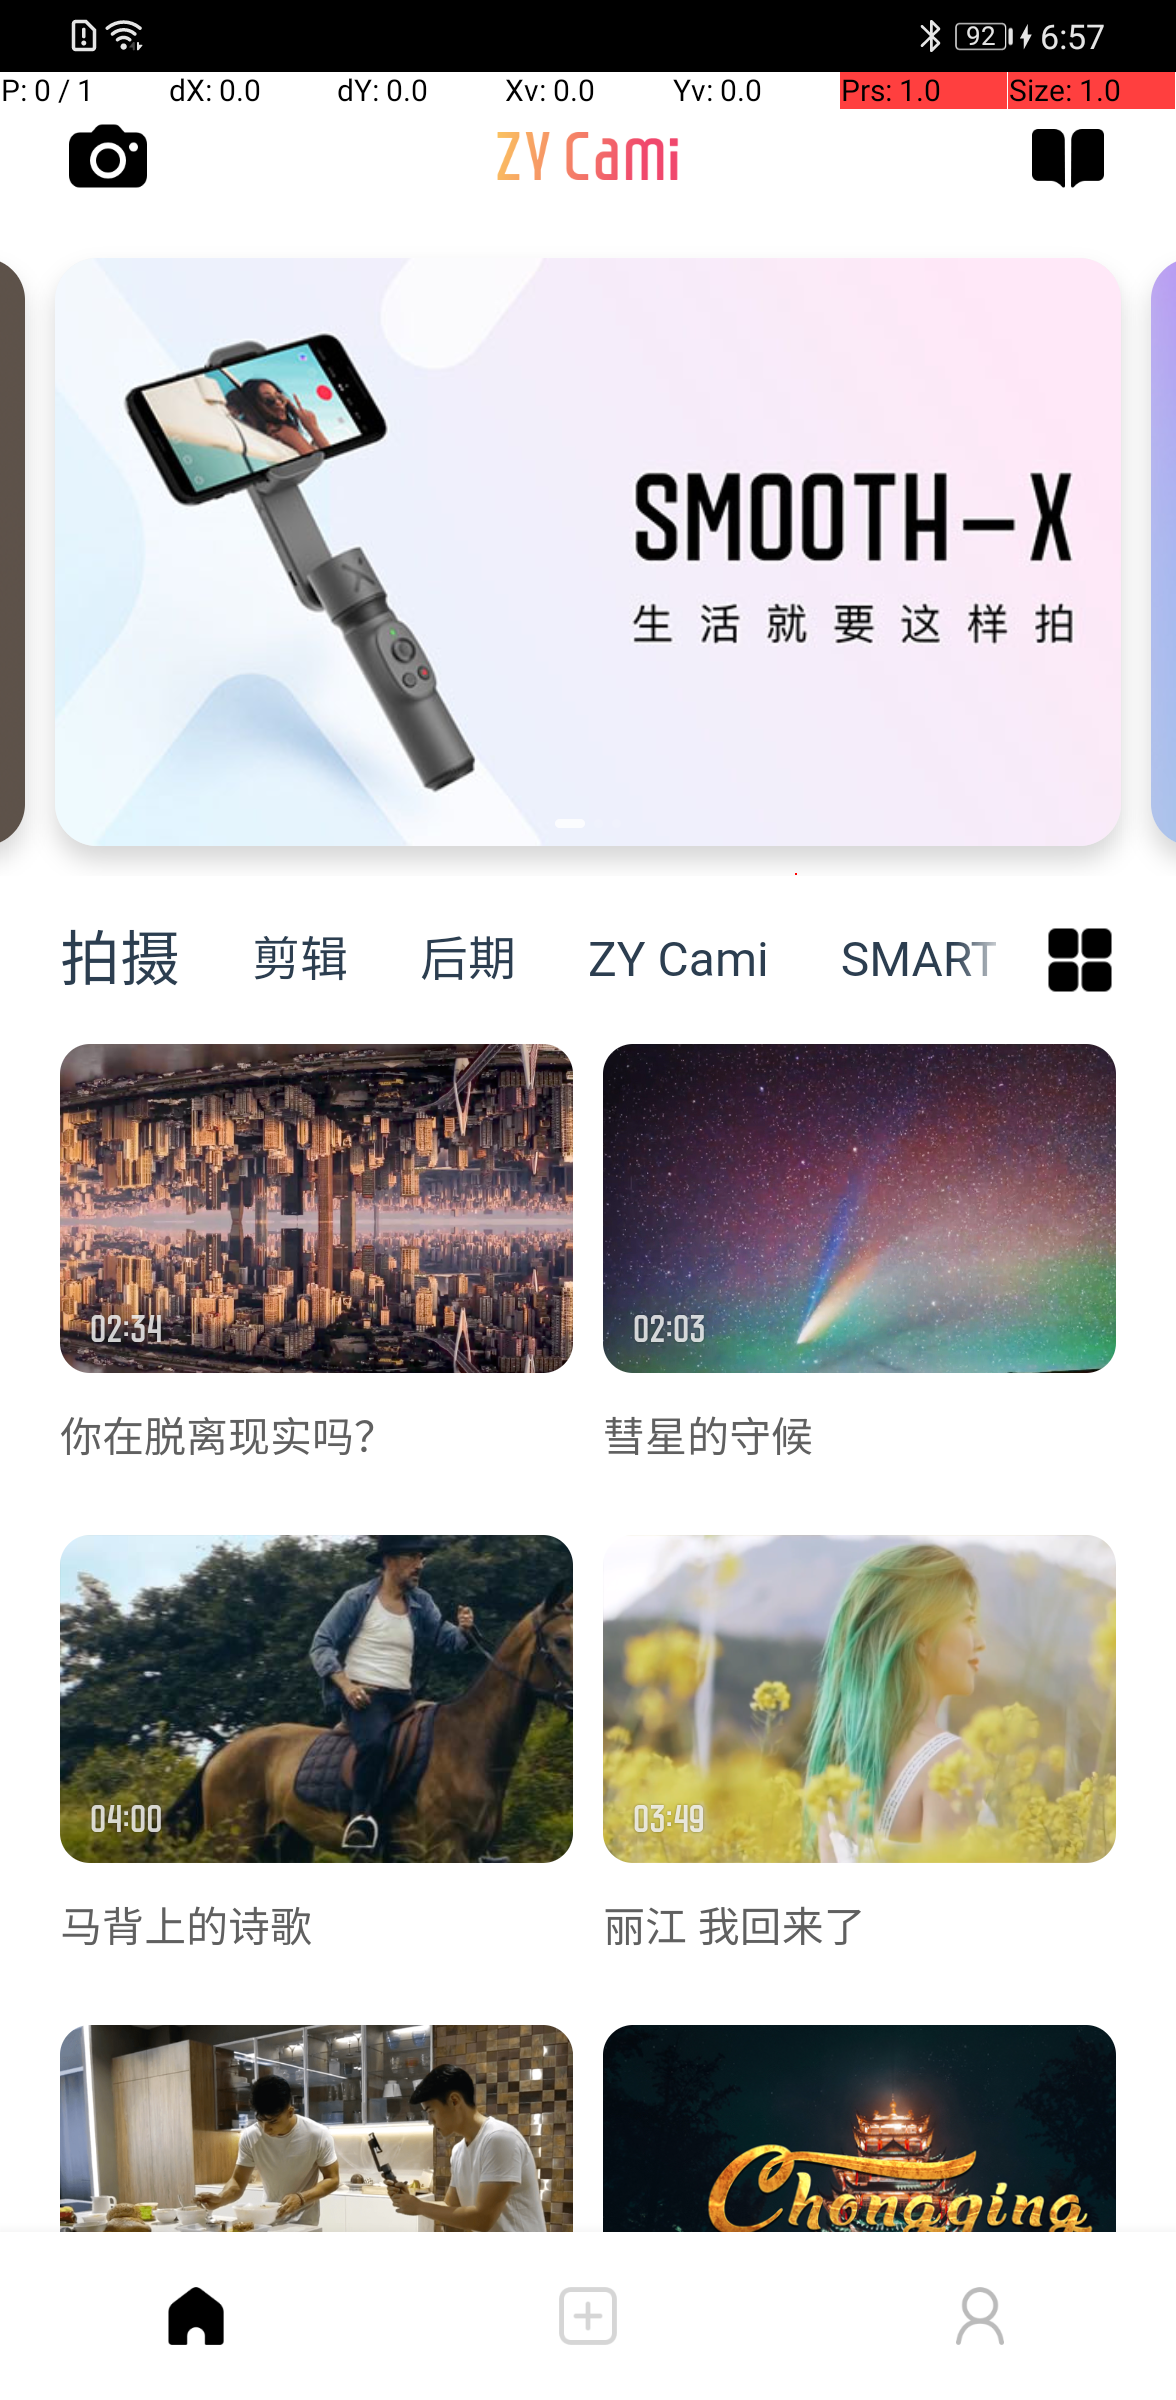 92 6:57
P: 0 / 1 dX: 0.0 dY: 0.0 Xv: 0.0 Yv: 0.0 Prs: 1.0 Size: 1.0
ZY Cami
SMOOTH-X
生活就要这样拍
拍摄 剪辑 后期 ZY Cami SMART
02:34 02:03
你在脱离现实吗? 彗星的守候
04:00 03:49
马背上的诗歌 丽江 我回来了
Chongqing